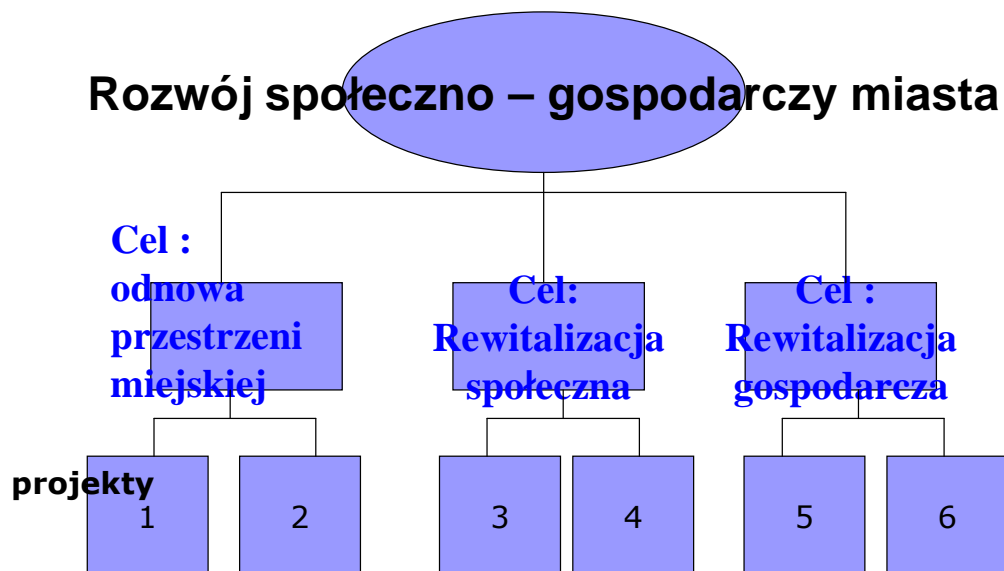 Rozwój społeczno – gospodarczy miasta
Cel :
odnowa
przestrzeni
miejskiej
Cel:
Rewitalizacja
społeczna
Cel :
Rewitalizacja
gospodarcza
projekty
1
2
3
4
5
6